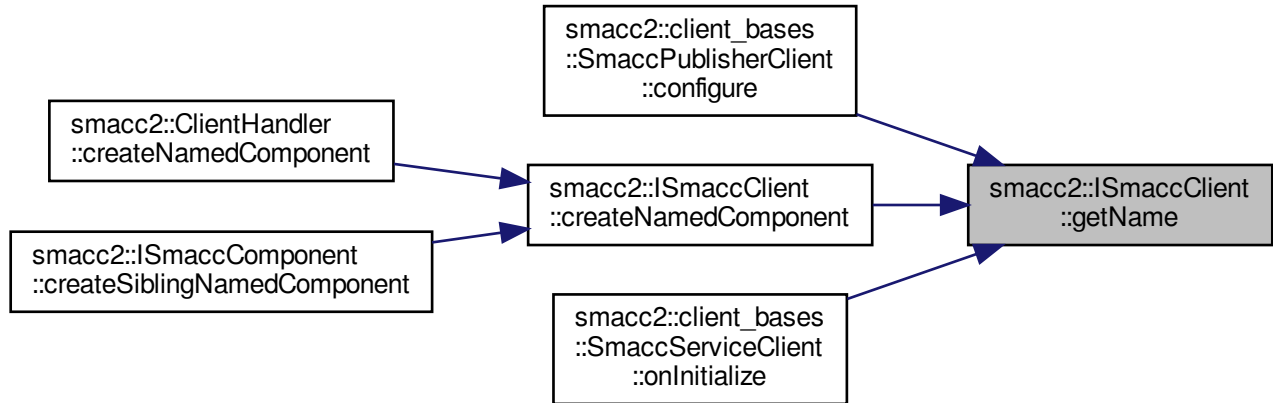 smacc2::client_bases
::SmaccPublisherClient
::configure
smacc2::ClientHandler
::createNamedComponent
smacc2::ISmaccClient
::createNamedComponent
smacc2::ISmaccClient
::getName
smacc2::ISmaccComponent
::createSiblingNamedComponent
smacc2::client_bases
::SmaccServiceClient
::onInitialize